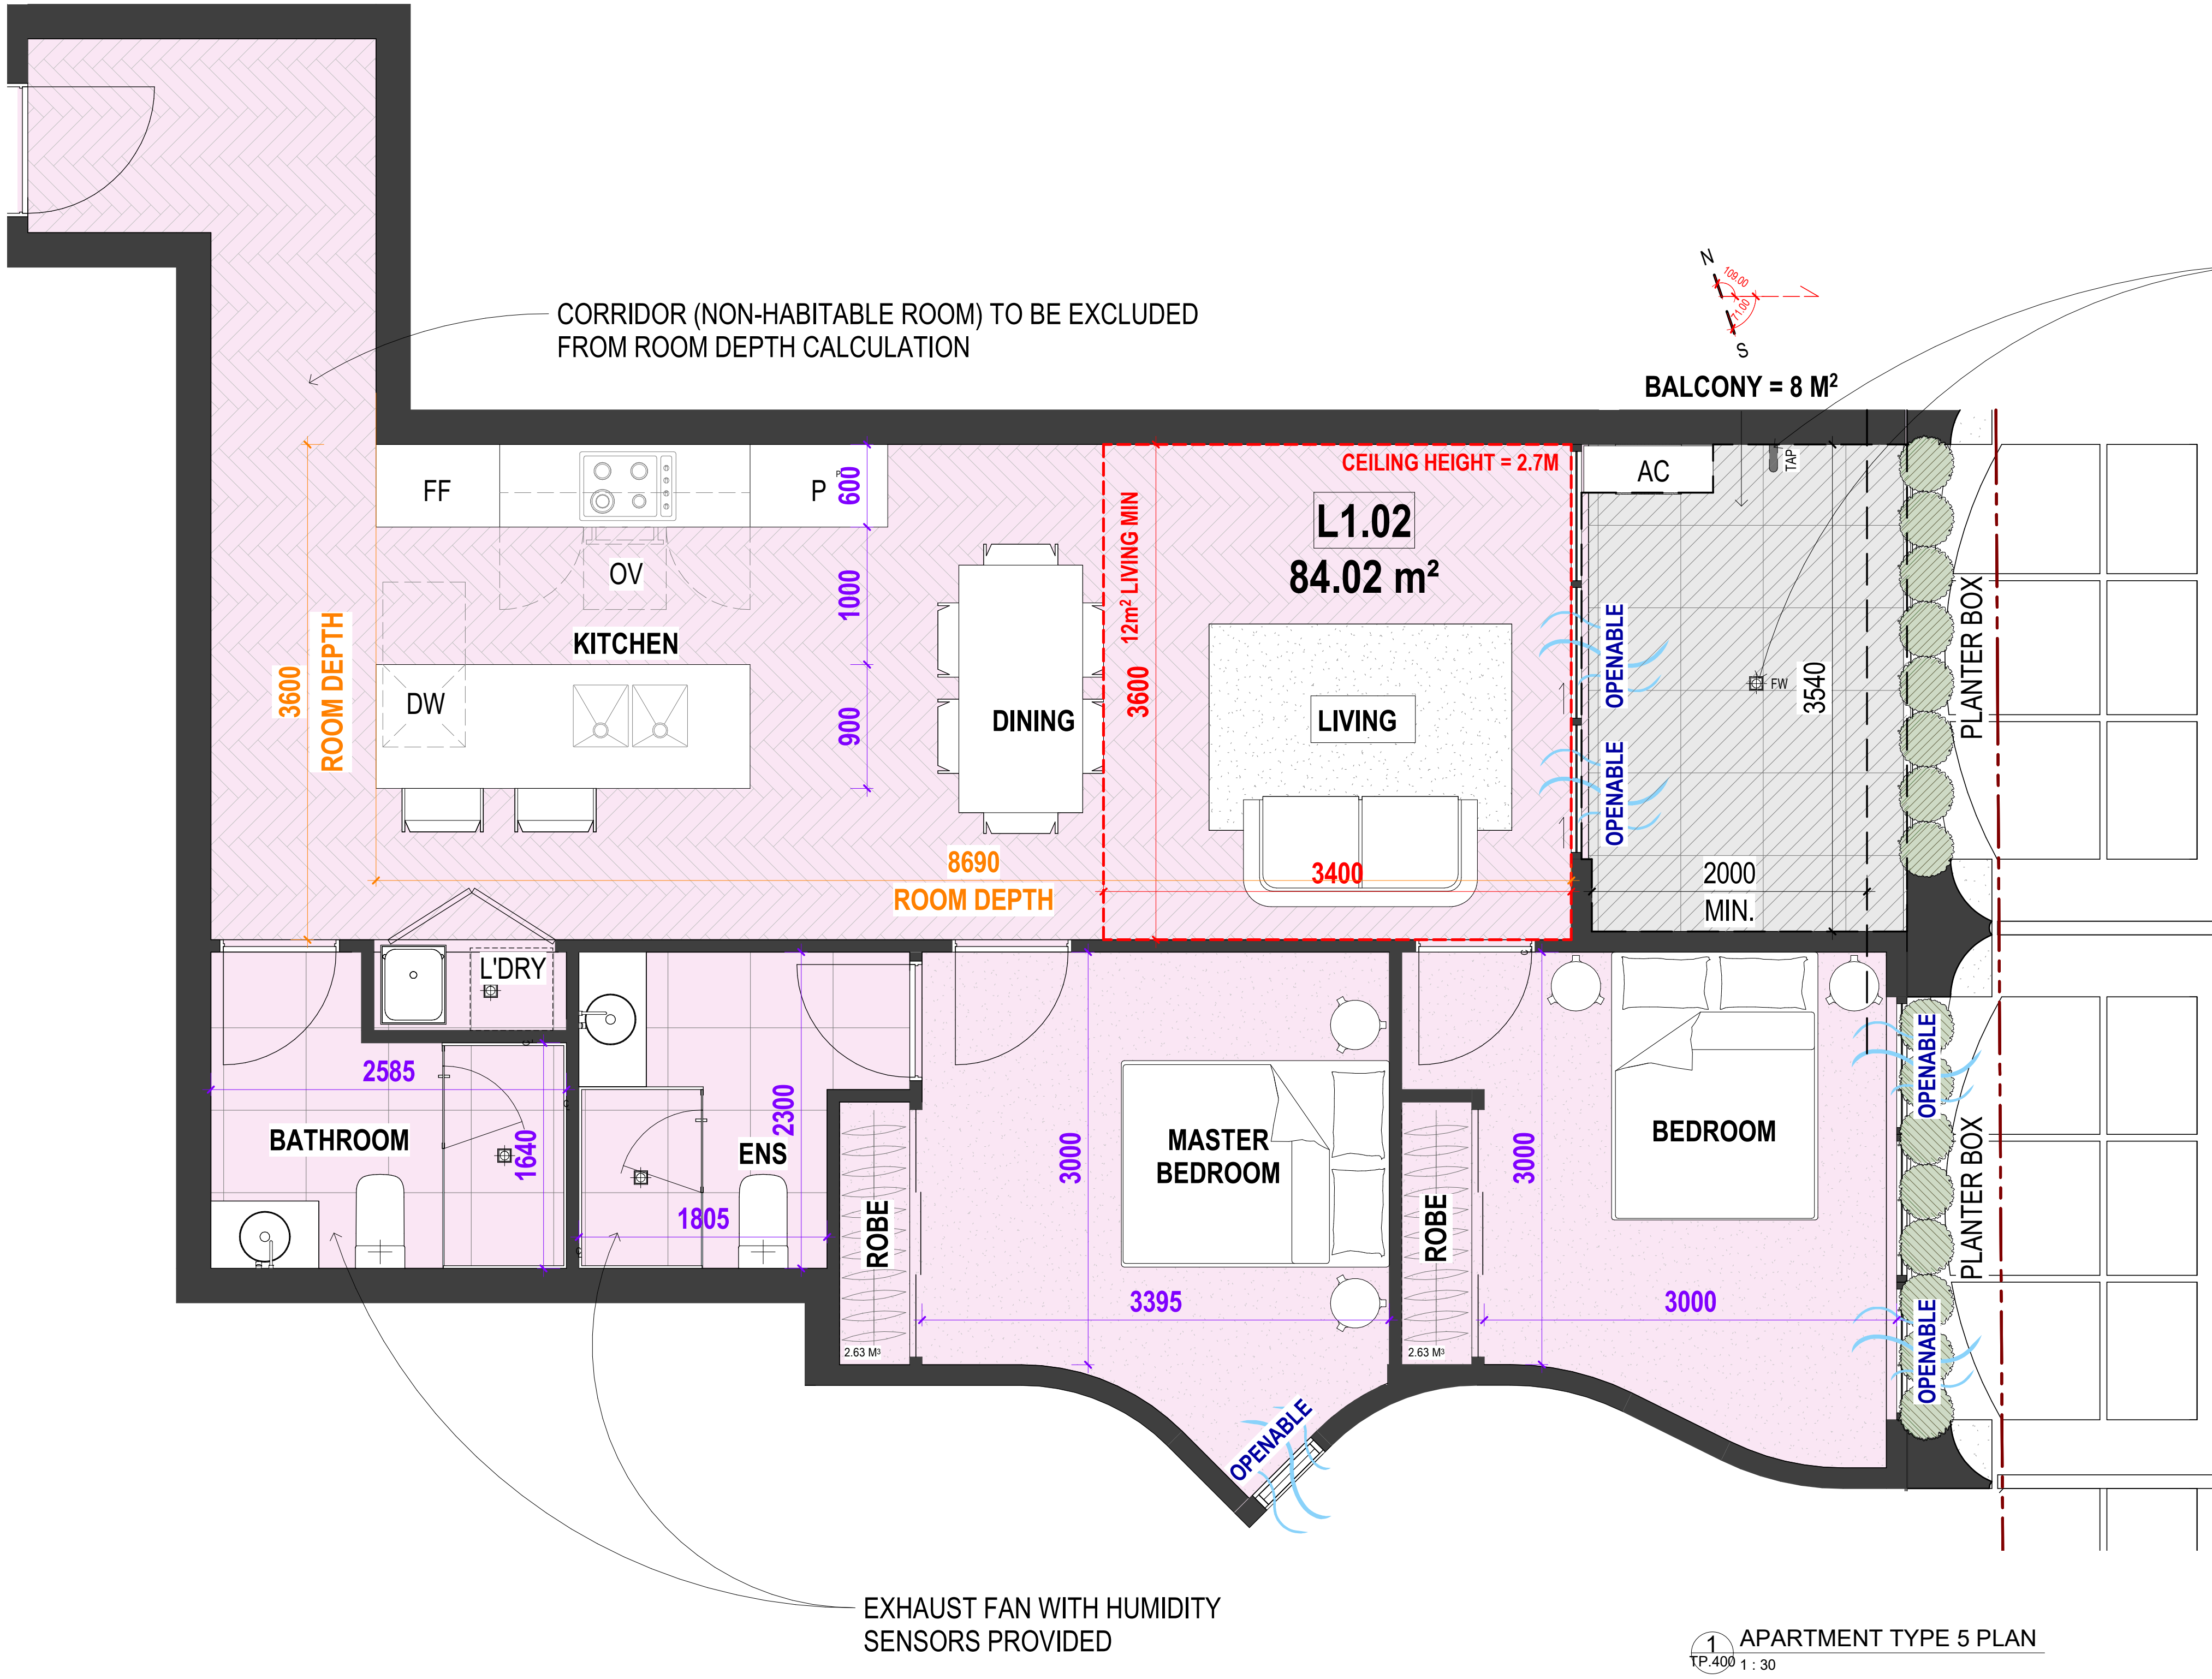 N
109.00
71.00
S
CORRIDOR (NON-HABITABLE ROOM) TO BE EXCLUDED
FROM ROOM DEPTH CALCULATION
BALCONY = 8 M²
FF
P
P
600
CEILING HEIGHT = 2.7M
AC
TAP
L1.02
84.02 m²
12m² LIVING MIN
OV
1000
KITCHEN
3600
ROOM DEPTH
DW
900
DINING
3600
LIVING
OPENABLE
OPENABLE
FW
3540
PLANTER BOX
8690
ROOM DEPTH
3400
2000
MIN.
L'DRY
2585
BATHROOM
1640
2300
ENS
1805
ROBE
2.63 M³
3000
MASTER
BEDROOM
3395
ROBE
2.63 M³
3000
BEDROOM
3000
OPENABLE
OPENABLE
PLANTER BOX
OPENABLE
EXHAUST FAN WITH HUMIDITY
SENSORS PROVIDED
1
TP.400
APARTMENT TYPE 5 PLAN
1 : 30